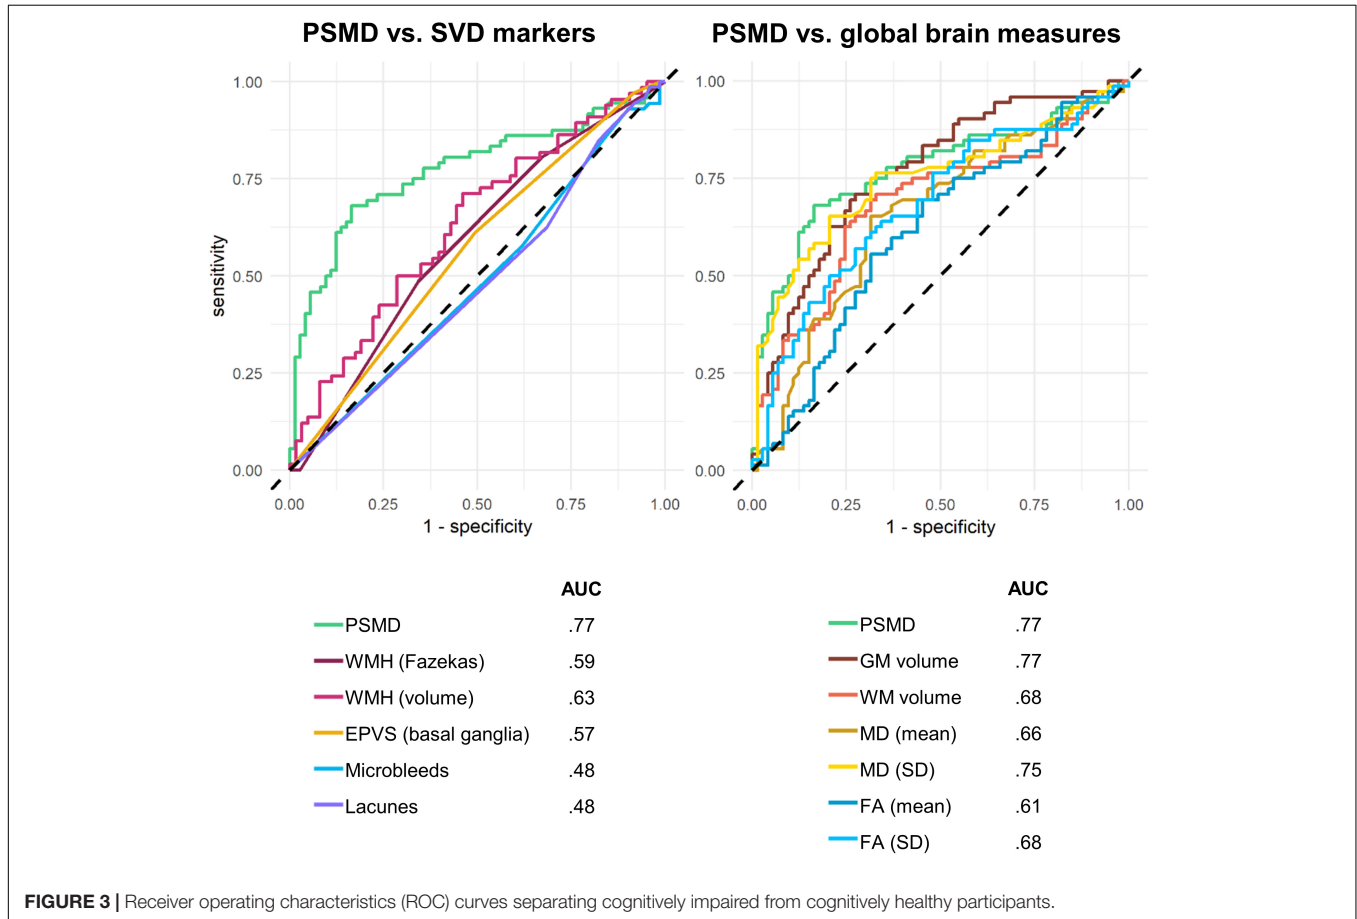 PSMD vs. SVD markers
PSMD vs. global brain measures
1.00
0.75
0.50
0.25
0.00
sensitivity
0.00 0.25 0.50 0.75 1.00
1 - specificity
1.00
0.75
0.50
0.25
0.00
0.00 0.25 0.50 0.75 1.00
1 - specificity
AUC
PSMD .77
WMH (Fazekas) .59
WMH (volume) .63
EPVS (basal ganglia) .57
Microbleeds .48
Lacunes .48
AUC
PSMD .77
GM volume .77
WM volume .68
MD (mean) .66
MD (SD) .75
FA (mean) .61
FA (SD) .68
FIGURE 3 | Receiver operating characteristics (ROC) curves separating cognitively impaired from cognitively healthy participants.